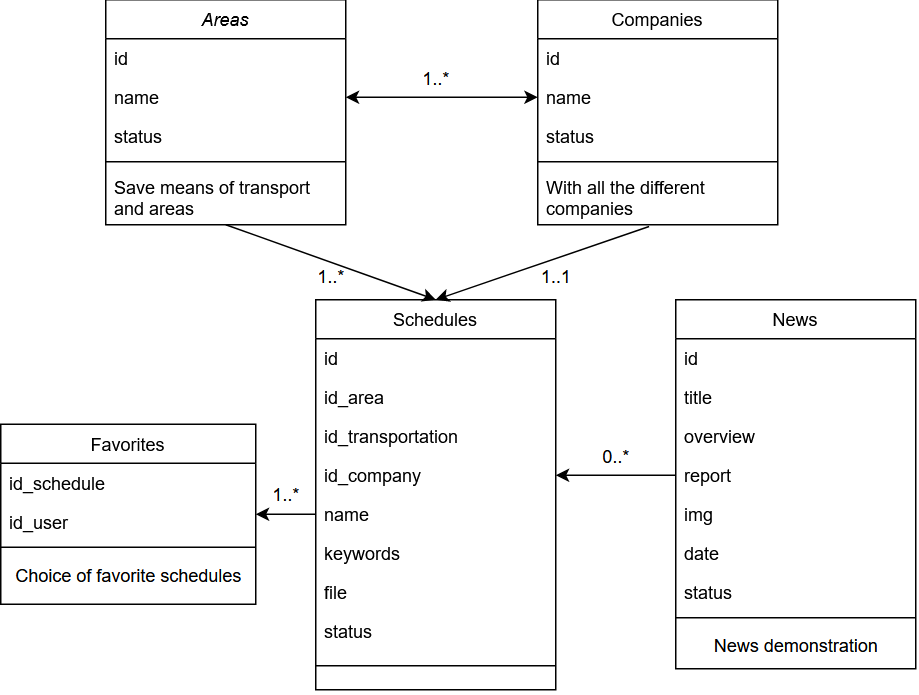 Areas
id
name
status
Save means of transport
and areas
1..*
Companies
id
name
status
With all the different
companies
1..*
1..1
Schedules
id
id_area
id_transportation
id_company
name
keywords
file
status
News
id
title
overview
report
img
date
status
News demonstration
0..*
Favorites
id_schedule
id_user
Choice of favorite schedules
1..*